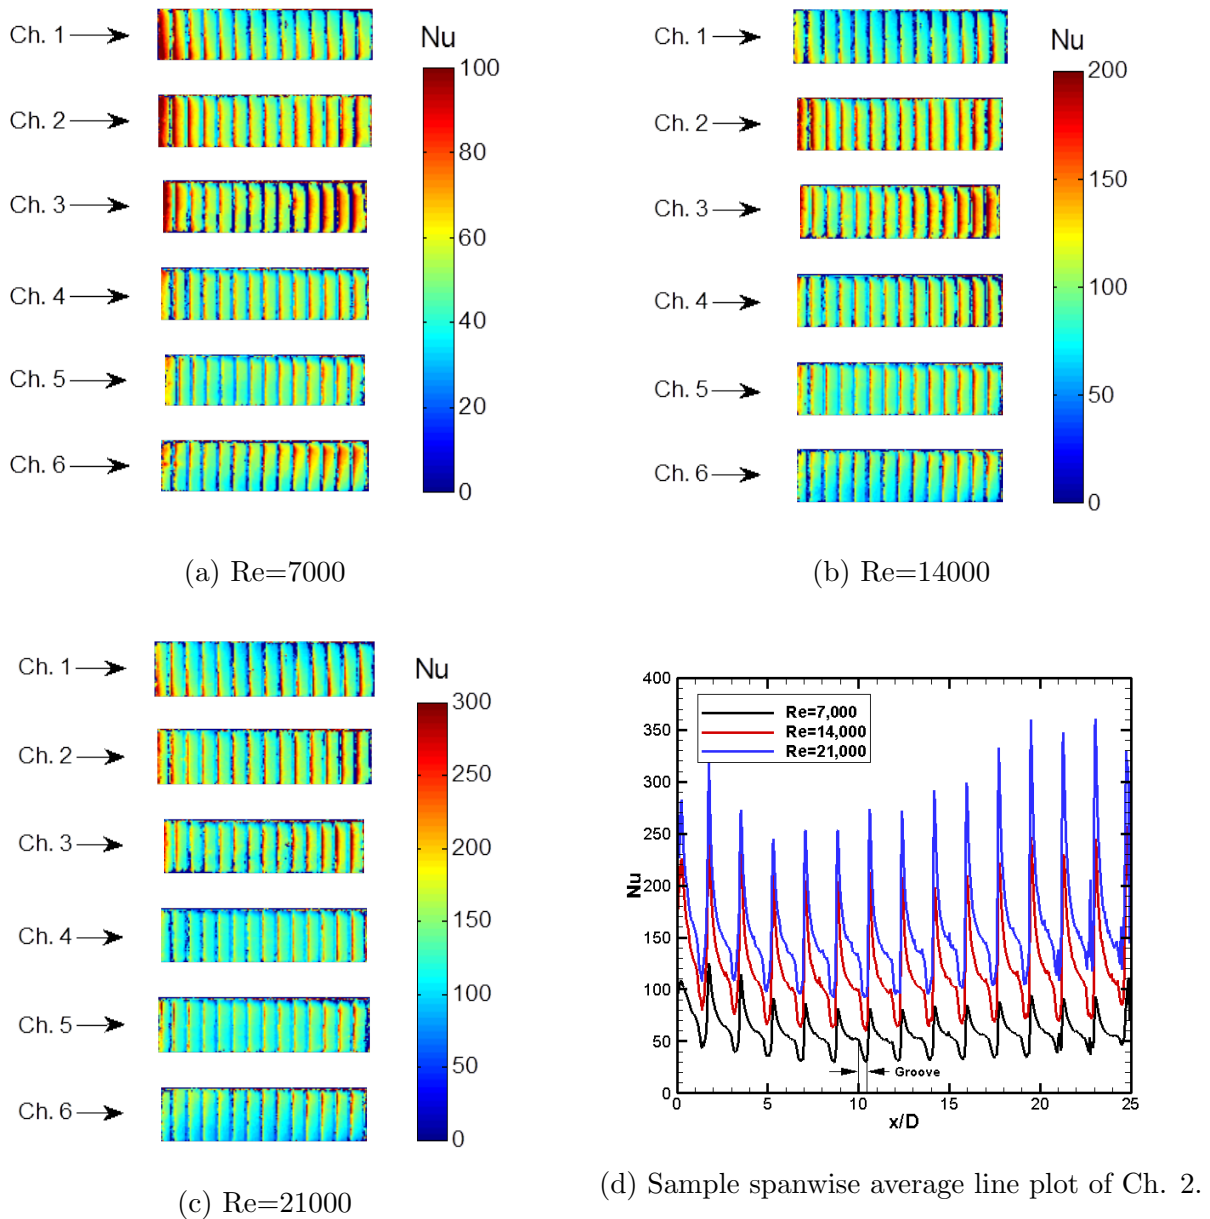 Ch. 1
Ch. 2
Ch. 3
Ch. 4
Ch. 5
Ch. 6
Nu
100
80
60
40
20
0
(a) Re=7000
Ch. 1
Ch. 2
Ch. 3
Ch. 4
Ch. 5
Ch. 6
Nu
200
150
100
50
0
(b) Re=14000
Ch. 1
Ch. 2
Ch. 3
Ch. 4
Ch. 5
Ch. 6
Nu
300
250
200
150
100
50
0
(c) Re=21000
400
350
300
250
200
150
100
50
0
Nu
Re=7,000
Re=14,000
Re=21,000
Groove
0 5 10 15 20 25
x/D
(d) Sample spanwise average line plot of Ch. 2.